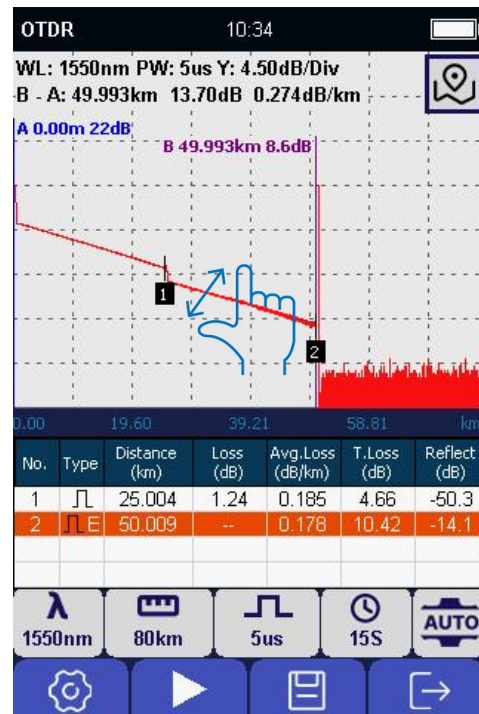 OTDR 10:34
WL: 1550nm PW: 5us Y: 4.50dB/Div
B - A: 49.993km 13.70dB 0.274dB/km
A 0.00m 22dB
B 49.993km 8.6dB
1
2
0.00 19.60 39.21 58.81 km
No. Type Distance (km) Loss (dB) Avg.Loss (dB/km) T.Loss (dB) Reflect (dB)
1 25.004 1.24 0.185 4.66 -50.3
2 E 50.009 -- 0.178 10.42 -14.1
λ AUTO
1550nm 80km 5us 15S